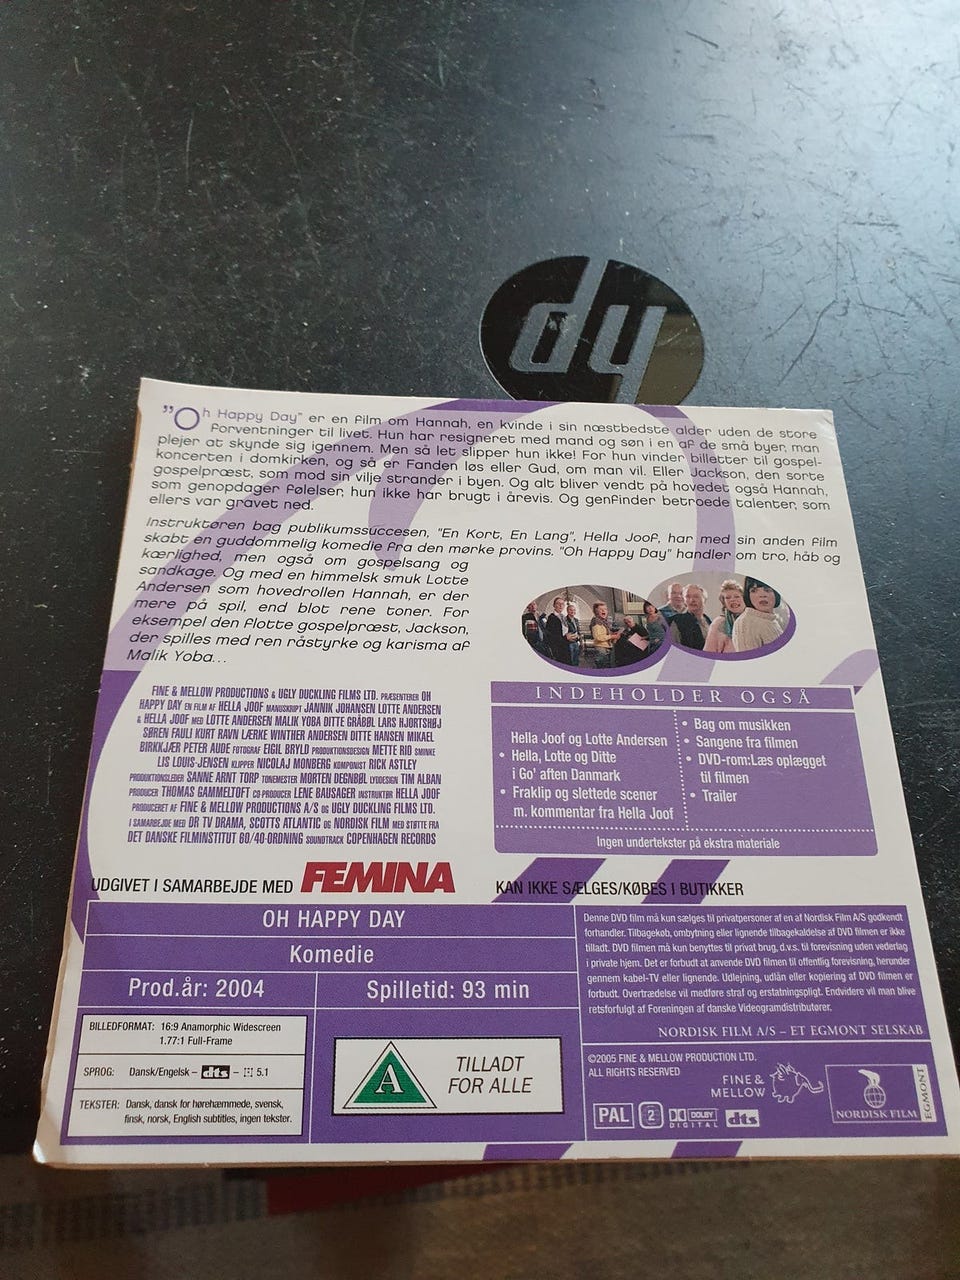 hp
"Oh Happy Day" er en film om Hannah, en kvinde i sin næstbedste alder uden de store
forventninger til livet. Hun har resigneret med mand og søn i en af de små byer, man
plejer at skynde sig igennem. Men så let slipper hun ikke! For hun vinder billetter til gospel-
koncerten i domkirken, og så er Fanden løs eller Gud, om man vil. Eller Jackson, den sorte
gospelpræst, som mod sin vilje strander i byen. Og alt bliver vendt på hovedet også Hannah,
som genopdager følelser, hun ikke har brugt i årevis. Og genfinder betroede talenter, som
ellers var gravet ned.
Instruktøren bag publikumssuccesen, "En Kort, En Lang", Hella Joof, har med sin anden film
skabt en guddommelig komedie fra den mørke provins. "Oh Happy Day" handler om tro, håb og
kærlighed, men også om gospelsang og
sandkage. Og med en himmelsk smuk Lotte
Andersen som hovedrollen Hannah, er der
mere på spil, end blot rene toner. For
eksempel den flotte gospelpræst, Jackson,
der spilles med ren råstyrke og karisma af
Malik Yoba...
FINE & MELLOW PRODUCTIONS & UGLY DUCKLING FILMS LTD. PRÆSENTERER OH
HAPPY DAY EN FILM AF HELLA JOOF MANUSKRIPT JANNIK JOHANSEN LOTTE ANDERSEN
& HELLA JOOF MED LOTTE ANDERSEN MALIK YOBA DITTE GRÅBØL LARS HJORTSHØJ
SØREN FAULI KURT RAVN LÆRKE WINTHER ANDERSEN DITTE HANSEN MIKAEL
BIRKKJÆR PETER AUDE FOTOGRAF EIGIL BRYLD PRODUKTIONSDESIGN METTE RIO SMINKE
LIS LOUIS-JENSEN KLIPPER NICOLAJ MONBERG KOMPONIST RICK ASTLEY
PRODUKTIONSLEDER SANNE ARNT TORP TONEMESTER MORTEN DEGNBØL LYDDESIGN TIM ALBAN
PRODUCER THOMAS GAMMELTOFT CO-PRODUCER LENE BAUSAGER INSTRUKTØR HELLA JOOF
PRODUCERET AF FINE & MELLOW PRODUCTIONS A/S OG UGLY DUCKLING FILMS LTD.
I SAMARBEJDE MED DR TV DRAMA, SCOTTS ATLANTIC OG NORDISK FILM MED STØTTE FRA
DET DANSKE FILMINSTITUT 60/40-ORDNING SOUNDTRACK COPENHAGEN RECORDS
INDEHOLDER OGSÅ
Hella Joof og Lotte Andersen
• Hella, Lotte og Ditte
i Go' aften Danmark
• Fraklip og slettede scener
m. kommentar fra Hella Joof
• Bag om musikken
• Sangene fra filmen
• DVD-rom:Læs oplægget
til filmen
• Trailer
Ingen undertekster på ekstra materiale
UDGIVET I SAMARBEJDE MED FEMINA
KAN IKKE SÆLGES/KØBES I BUTIKKER
OH HAPPY DAY
Komedie
Prod.år: 2004
Spilletid: 93 min
BILLEDFORMAT: 16:9 Anamorphic Widescreen
1.77:1 Full-Frame
SPROG: Dansk/Engelsk – dts – 5.1
TEKSTER: Dansk, dansk for hørehæmmede, svensk,
finsk, norsk, English subtitles, ingen tekster.
A
TILLADT
FOR ALLE
Denne DVD film må kun sælges til privatpersoner af en af Nordisk Film A/S godkendt
forhandler. Tilbagekøb, ombytning eller lignende tilbagekaldelse af DVD filmen er ikke
tilladt. DVD filmen må kun benyttes til privat brug, d.v.s. til forevisning uden vederlag
i private hjem. Det er forbudt at anvende DVD filmen til offentlig forevisning, herunder
gennem kabel-TV eller lignende. Udlejning, udlån eller kopiering af DVD filmen er
forbudt. Overtrædelse vil medføre straf og erstatningspligt. Endvidere vil man blive
retsforfulgt af Foreningen af danske Videogramdistributører.
NORDISK FILM A/S – ET EGMONT SELSKAB
©2005 FINE & MELLOW PRODUCTION LTD.
ALL RIGHTS RESERVED
FINE &
MELLOW
NORDISK FILM
EGMONT
PAL 2 DOLBY DIGITAL dts